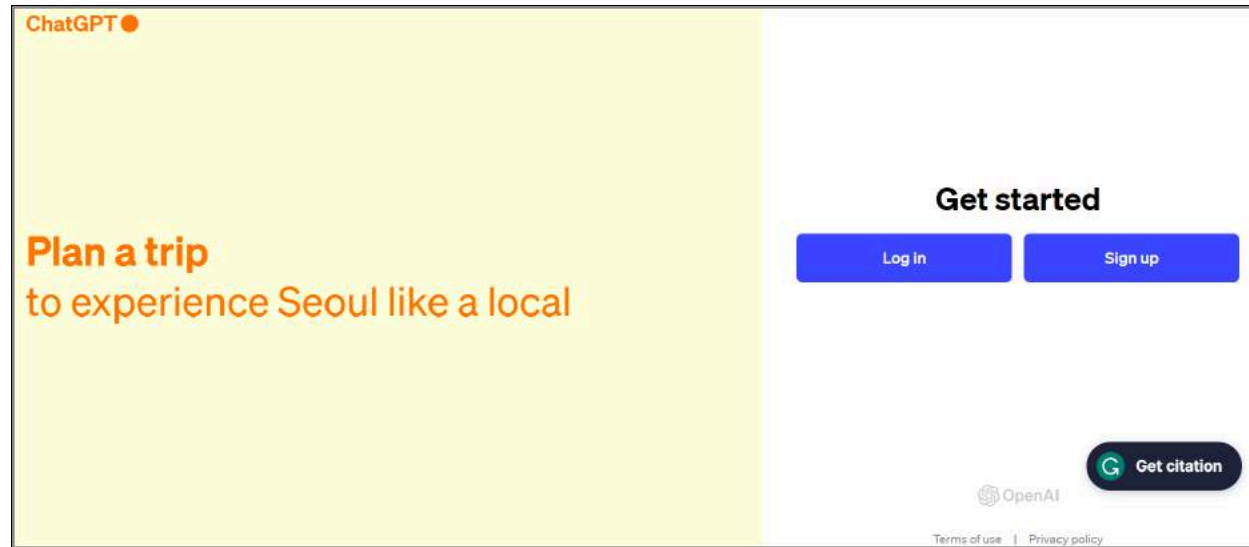 ChatGPT
Plan a trip
to experience Seoul like a local
Get started
Log in
Sign up
Get citation
OpenAI
Terms of use | Privacy policy